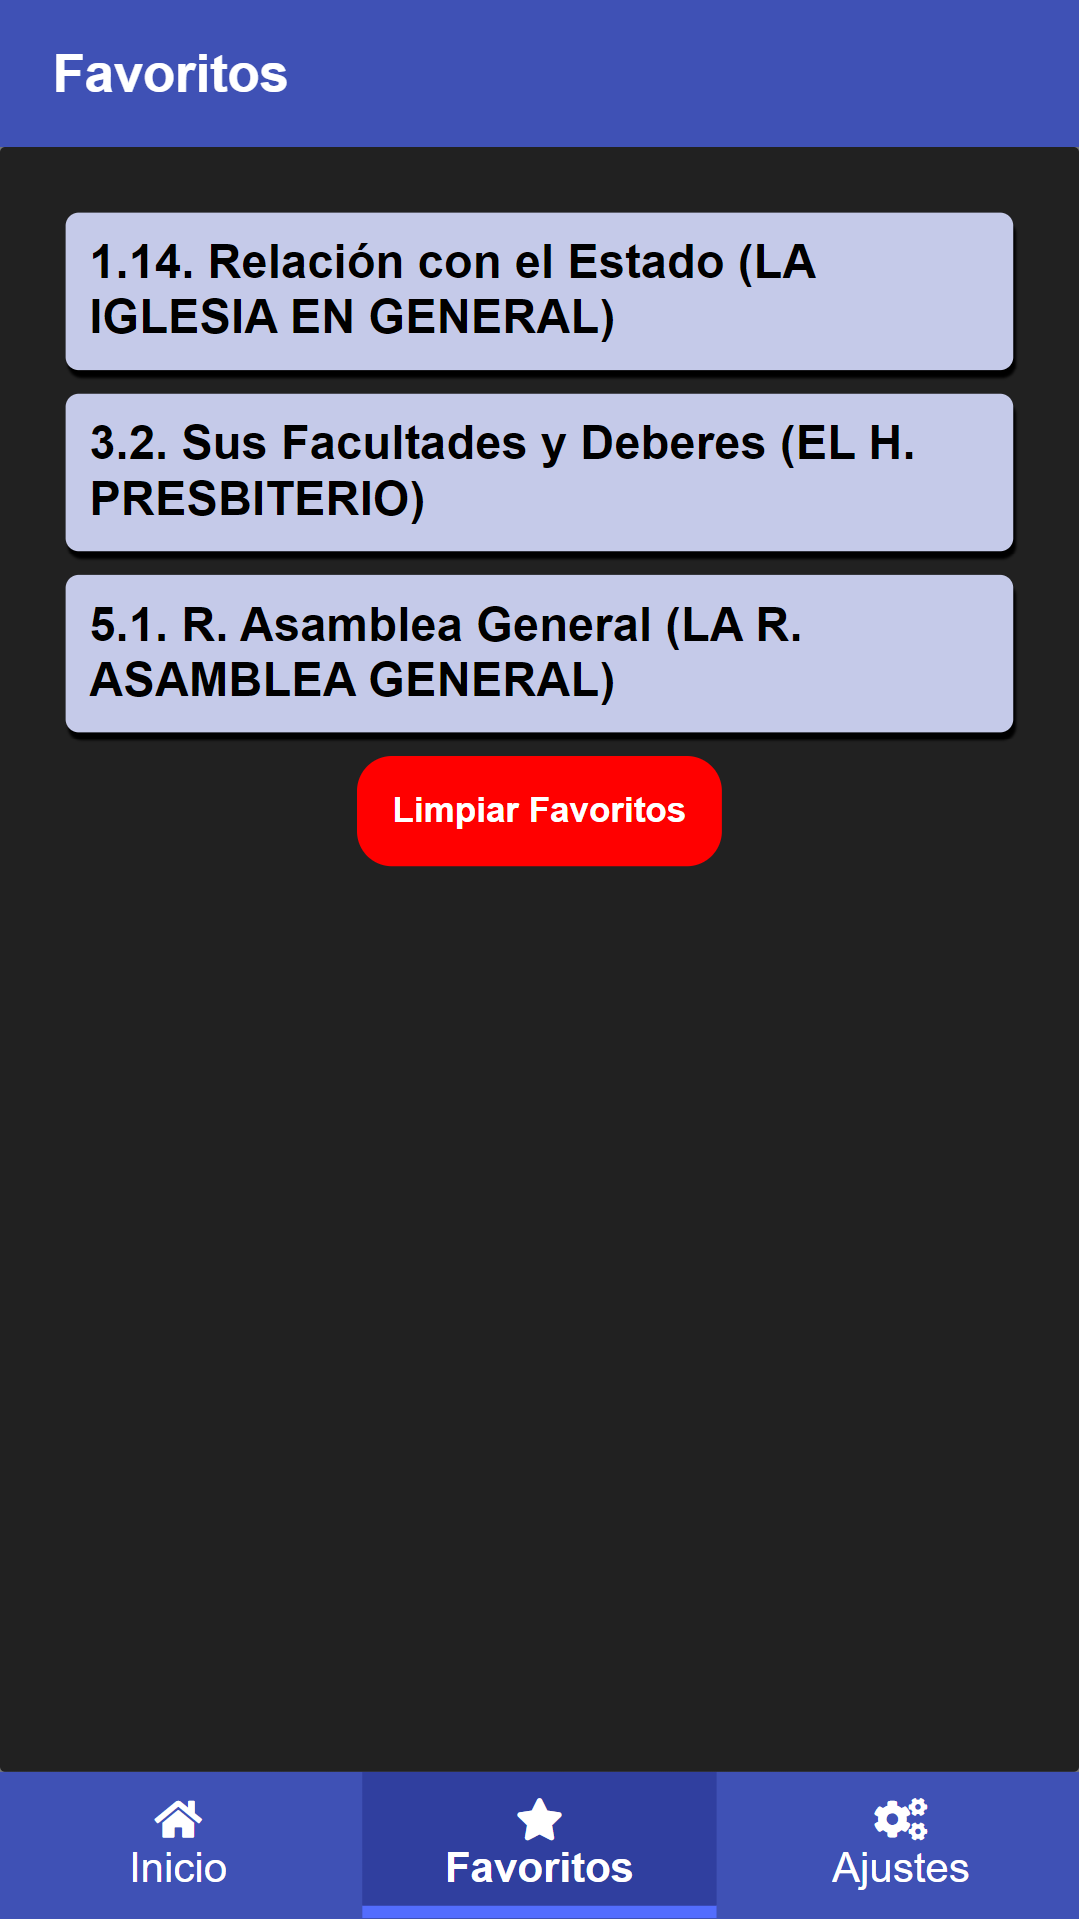 Favoritos
1.14. Relación con el Estado (LA
IGLESIA EN GENERAL)
3.2. Sus Facultades y Deberes (EL H.
PRESBITERIO)
5.1. R. Asamblea General (LA R.
ASAMBLEA GENERAL)
Limpiar Favoritos
Inicio
Favoritos
Ajustes